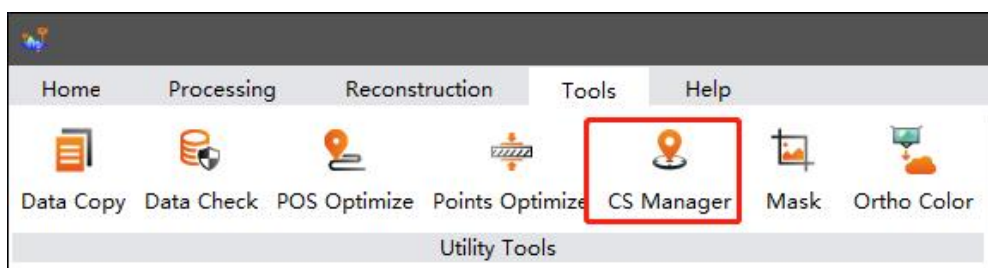 Home Processing Reconstruction Tools Help
Data Copy Data Check POS Optimize Points Optimize CS Manager Mask Ortho Color
Utility Tools